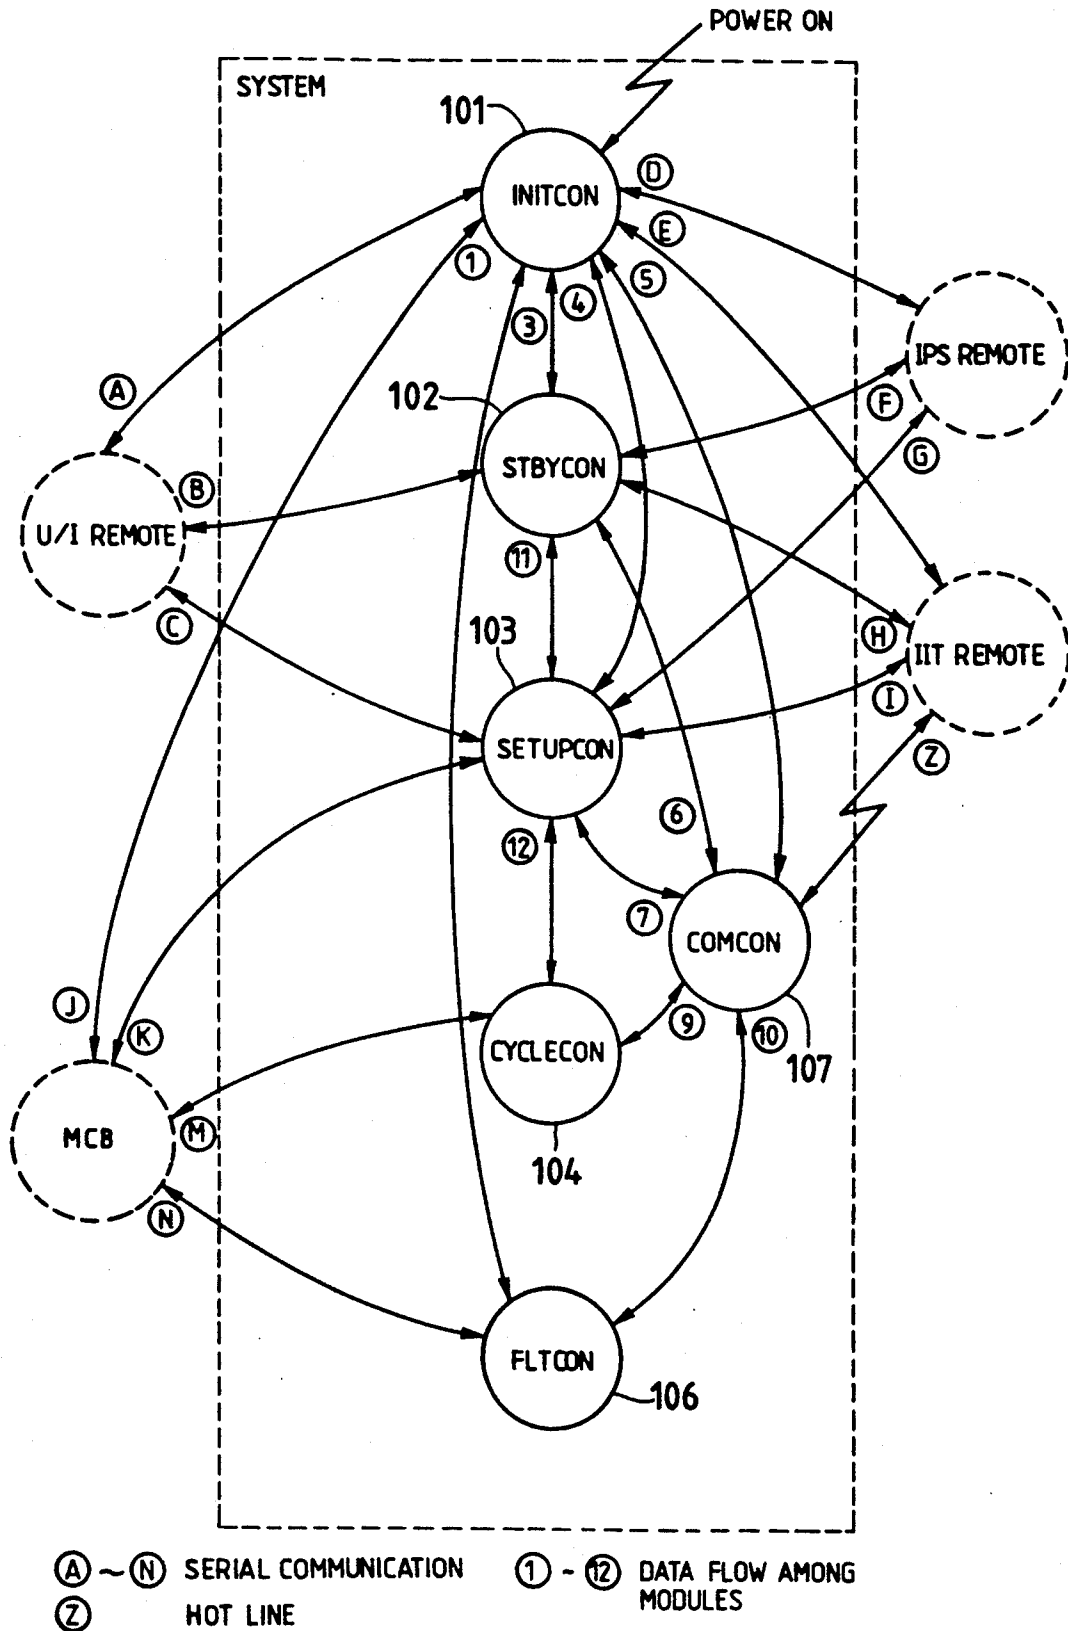 POWER ON
SYSTEM
101
INITCON
D
E
1
5
4
3
IPS REMOTE
A
102
F
G
STBYCON
B
U/I REMOTE
11
C
103
H
IIT REMOTE
I
SETUPCON
Z
6
12
7
COMCON
J
K
9
10
CYCLECON
107
MCB
M
104
N
FLTCON
106
A ~ N SERIAL COMMUNICATION
Z HOT LINE
1 - 12 DATA FLOW AMONG
MODULES